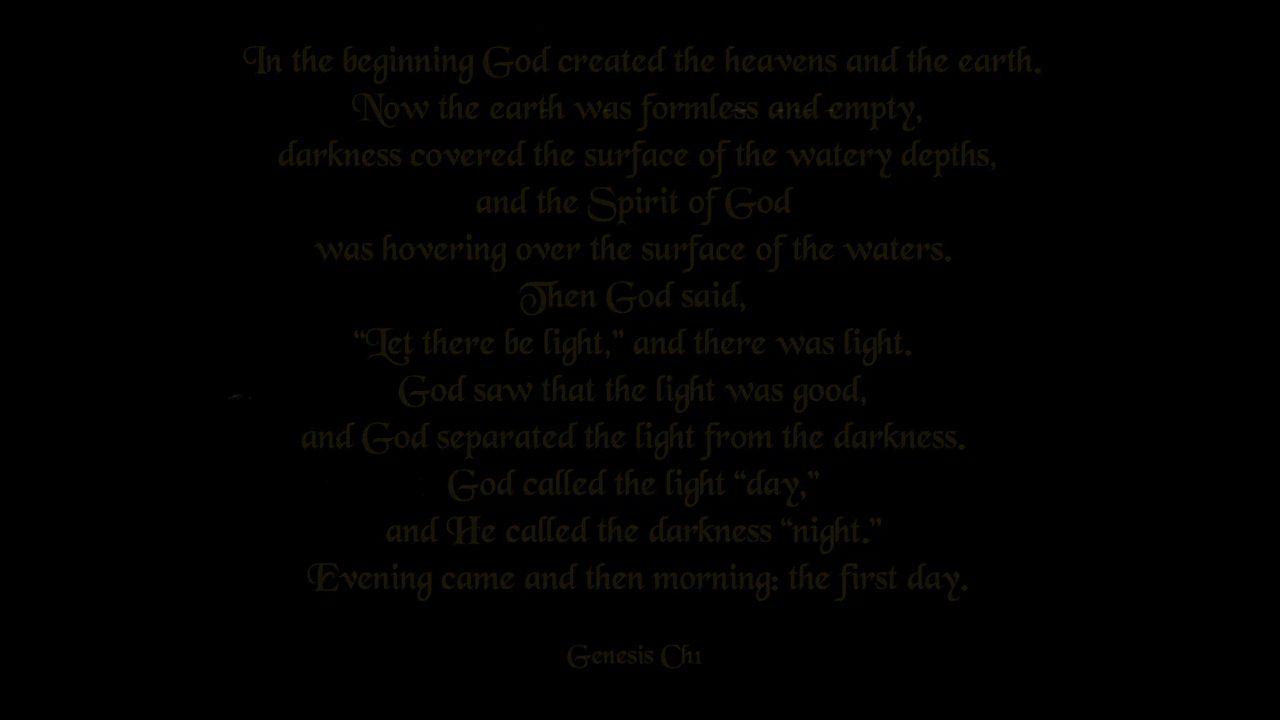 In the beginning God created the heavens and the earth.
Now the earth was formless and empty,
darkness covered the surface of the watery depths,
and the Spirit of God
was hovering over the surface of the waters.
Then God said,
“Let there be light,” and there was light.
God saw that the light was good,
and God separated the light from the darkness.
God called the light “day,”
and He called the darkness “night.”
Evening came and then morning: the first day.
Genesis Ch1